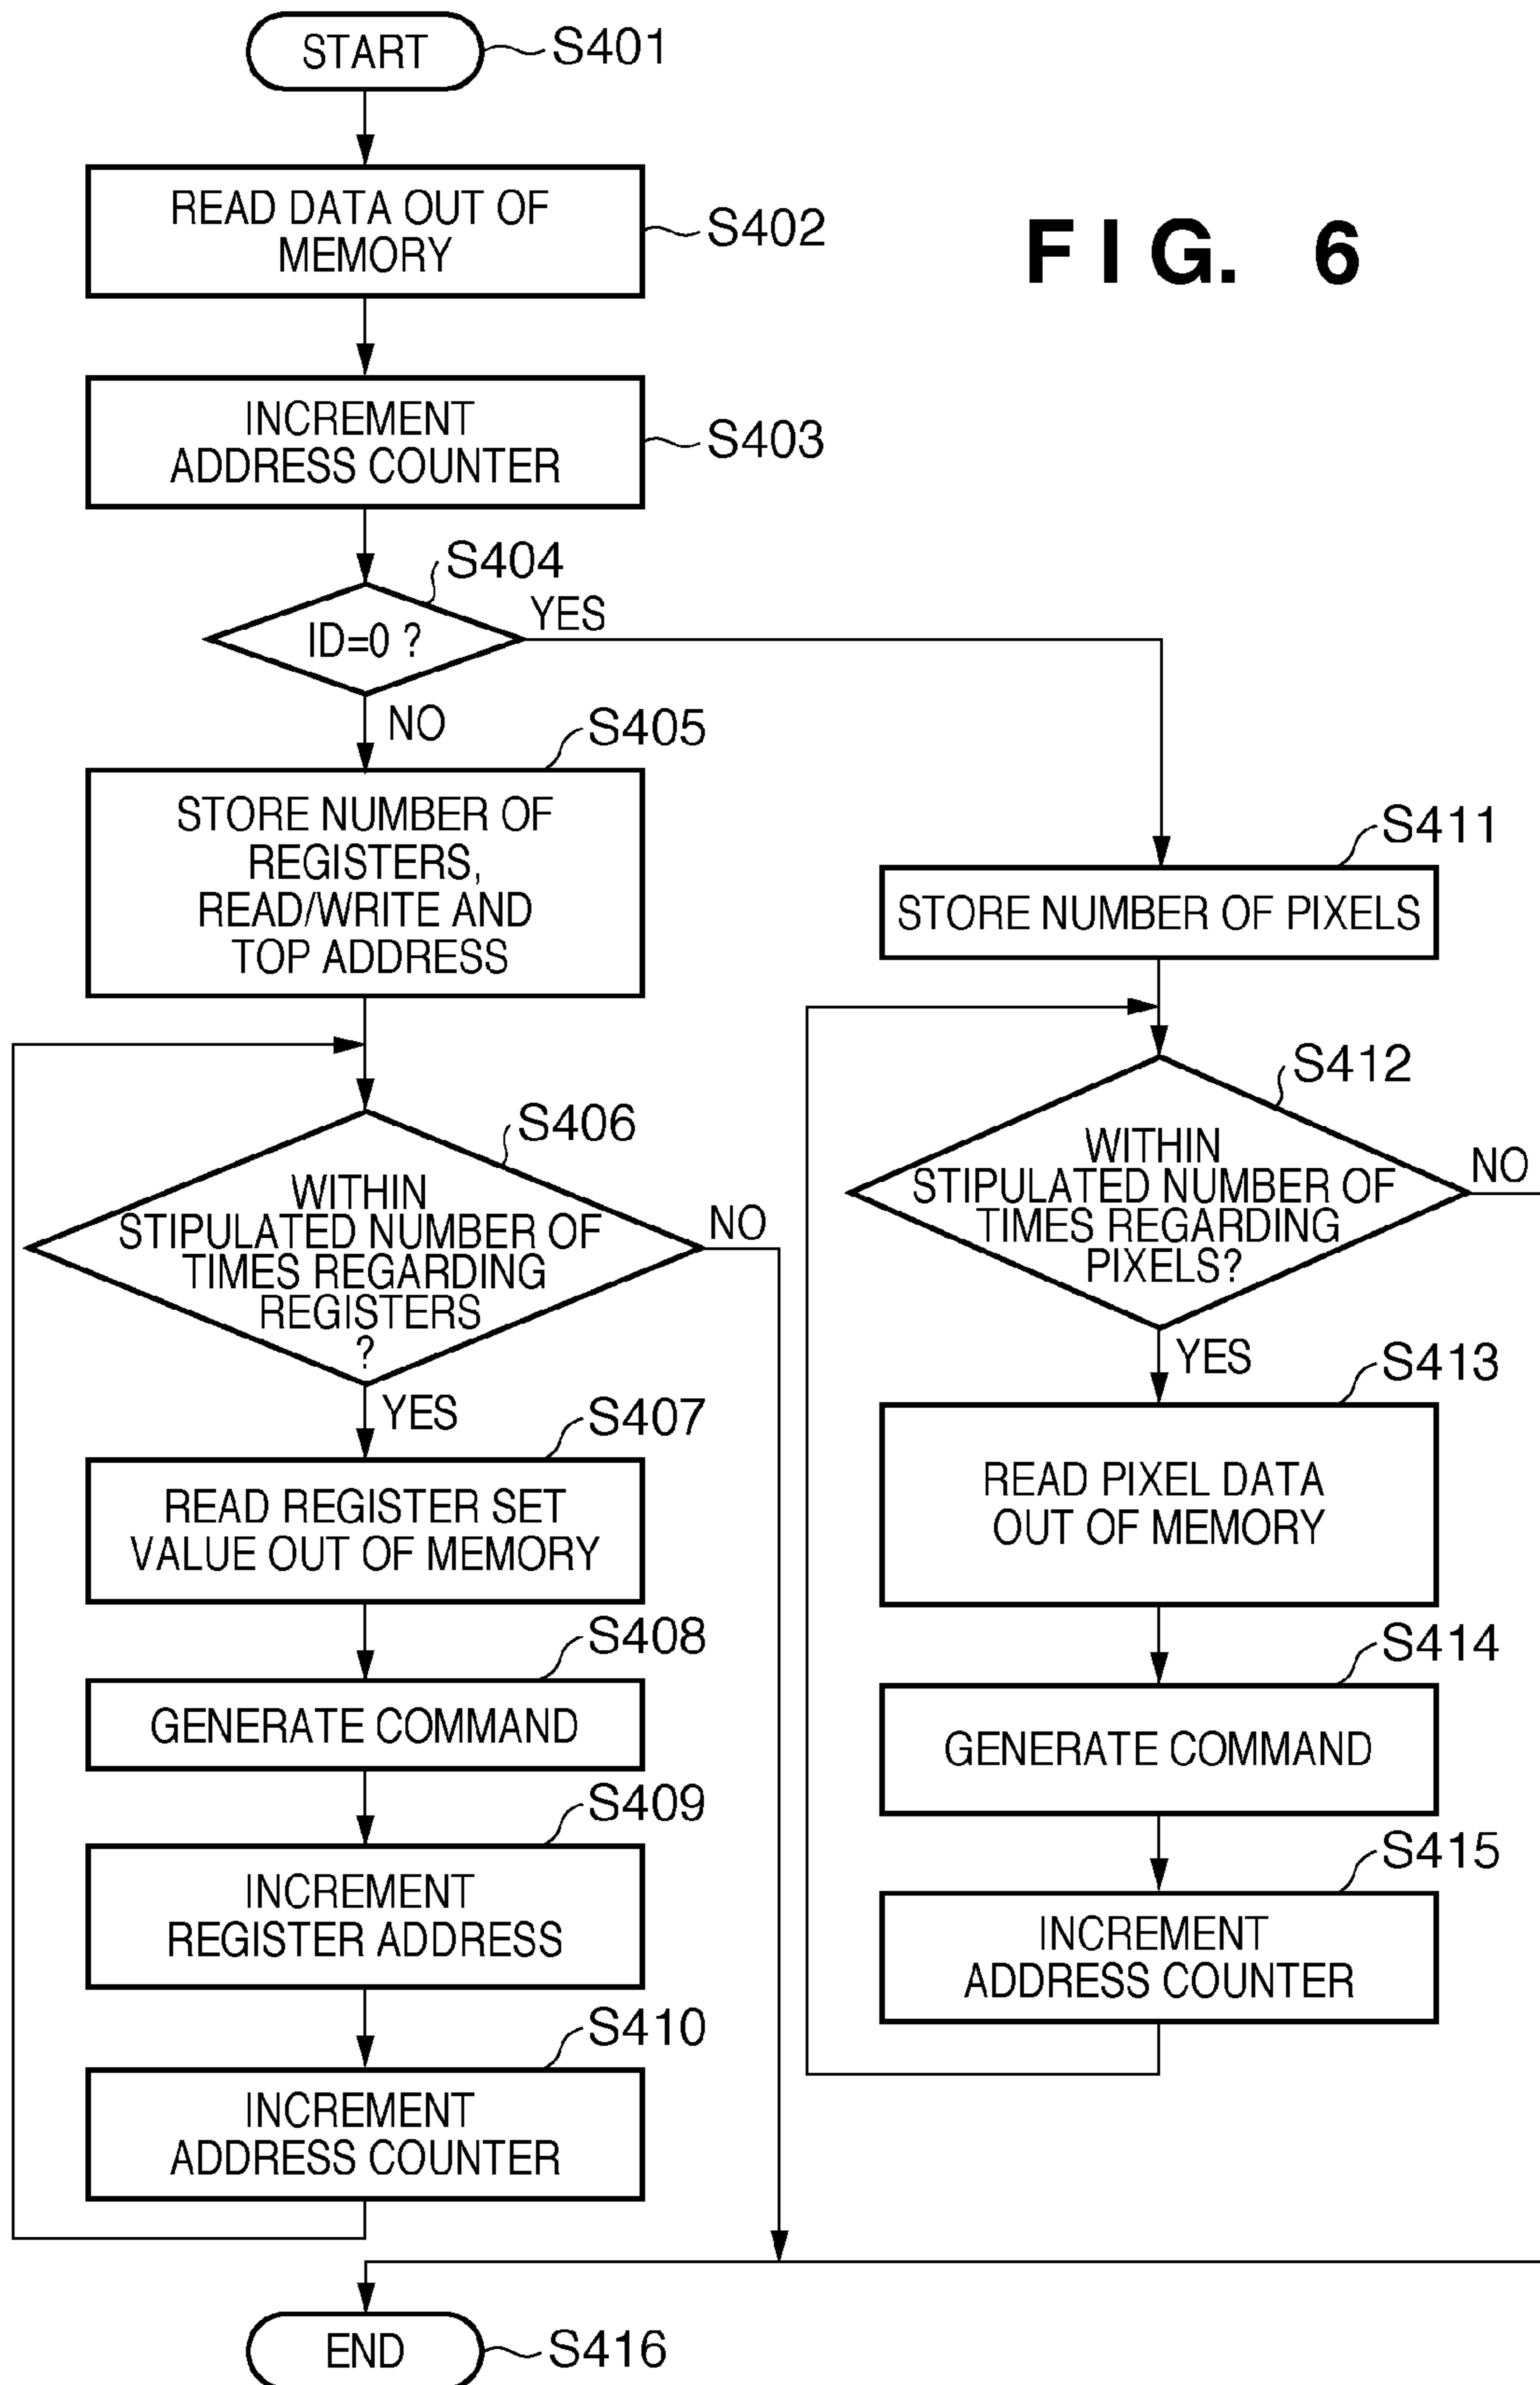 START
S401
READ DATA OUT OF
MEMORY
S402
FIG. 6
INCREMENT
ADDRESS COUNTER
S403
S404
ID=0 ?
YES
NO
S405
STORE NUMBER OF
REGISTERS,
READ/WRITE AND
TOP ADDRESS
S406
WITHIN
STIPULATED NUMBER OF
TIMES REGARDING
REGISTERS
?
NO
YES
S407
READ REGISTER SET
VALUE OUT OF MEMORY
S408
GENERATE COMMAND
S409
INCREMENT
REGISTER ADDRESS
S410
INCREMENT
ADDRESS COUNTER
S411
STORE NUMBER OF PIXELS
S412
WITHIN
STIPULATED NUMBER OF
TIMES REGARDING
PIXELS?
NO
YES
S413
READ PIXEL DATA
OUT OF MEMORY
S414
GENERATE COMMAND
S415
INCREMENT
ADDRESS COUNTER
END
S416